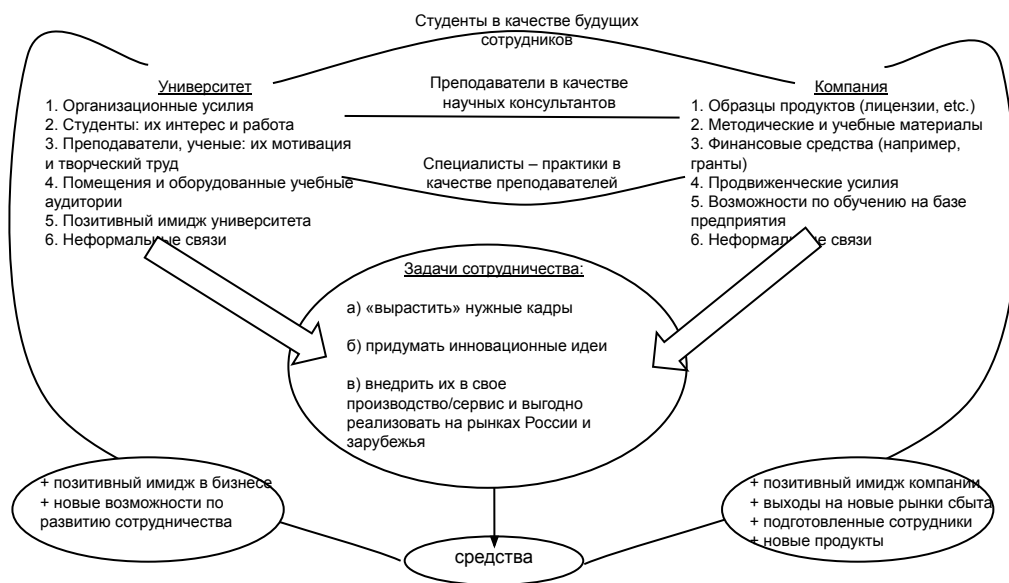 Студенты в качестве будущих
сотрудников
Университет
1. Организационные усилия
2. Студенты: их интерес и работа
3. Преподаватели, ученые: их мотивация
и творческий труд
4. Помещения и оборудованные учебные
аудитории
5. Позитивный имидж университета
6. Неформальные связи
Преподаватели в качестве
научных консультантов
Специалисты – практики в
качестве преподавателей
Компания
1. Образцы продуктов (лицензии, etc.)
2. Методические и учебные материалы
3. Финансовые средства (например,
гранты)
4. Продвиженческие усилия
5. Возможности по обучению на базе
предприятия
6. Неформальные связи
Задачи сотрудничества:
а) «вырастить» нужные кадры
б) придумать инновационные идеи
в) внедрить их в свое
производство/сервис и выгодно
реализовать на рынках России и
зарубежья
+ позитивный имидж в бизнесе
+ новые возможности по
развитию сотрудничества
+ позитивный имидж компании
+ выходы на новые рынки сбыта
+ подготовленные сотрудники
+ новые продукты
средства